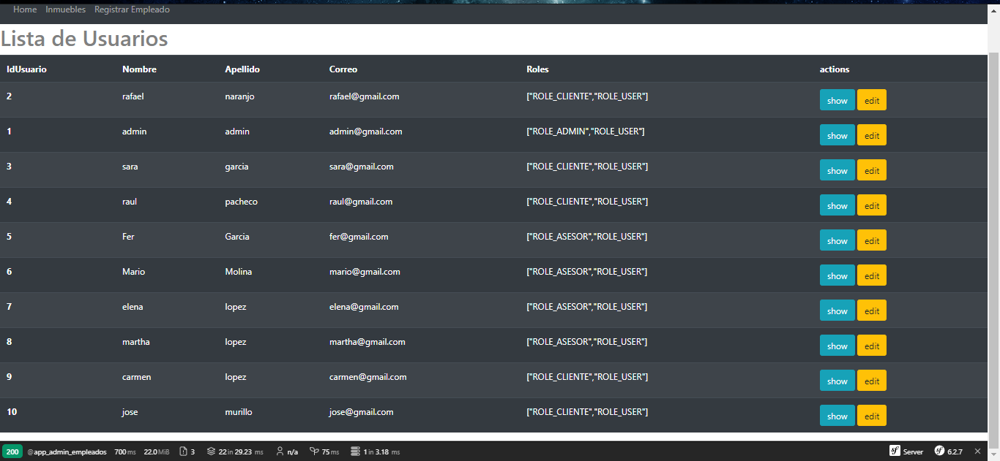 Home Inmuebles Registrar Empleado
Lista de Usuarios
IdUsuario Nombre Apellido Correo Roles actions
2 rafael naranjo rafael@gmail.com ["ROLE_CLIENTE","ROLE_USER"] show edit
1 admin admin admin@gmail.com ["ROLE_ADMIN","ROLE_USER"] show edit
3 sara garcia sara@gmail.com ["ROLE_CLIENTE","ROLE_USER"] show edit
4 raul pacheco raul@gmail.com ["ROLE_CLIENTE","ROLE_USER"] show edit
5 Fer Garcia fer@gmail.com ["ROLE_ASESOR","ROLE_USER"] show edit
6 Mario Molina mario@gmail.com ["ROLE_ASESOR","ROLE_USER"] show edit
7 elena lopez elena@gmail.com ["ROLE_ASESOR","ROLE_USER"] show edit
8 martha lopez martha@gmail.com ["ROLE_ASESOR","ROLE_USER"] show edit
9 carmen lopez carmen@gmail.com ["ROLE_CLIENTE","ROLE_USER"] show edit
10 jose murillo jose@gmail.com ["ROLE_CLIENTE","ROLE_USER"] show edit
200 @app_admin_empleados 700 ms 22.0 MiB 3 22 in 29.23 ms n/a 75 ms 1 in 3.18 ms sf Server sf 6.2.7